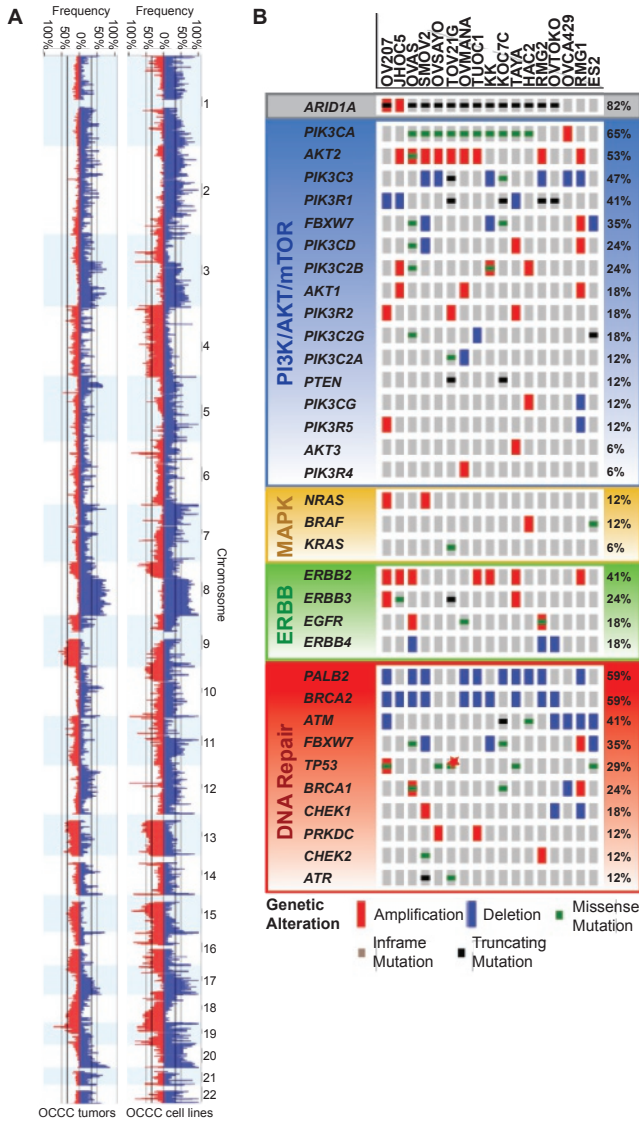 A
Frequency
Frequency
100%
50%
0%
50%
100%
100%
50%
0%
50%
100%
1
2
3
4
5
6
7
8
9
10
11
12
13
14
15
16
17
18
19
20
21
22
Chromosome
OCCC tumors
OCCC cell lines
B
OV207
JHOC5
OVAS
SMOV2
OVSAYO
TOV21G
OVMANA
TUOC1
KK
KOC7C
TAYA
HAC2
RMG2
OVTOKO
OVCA429
RMG1
ES2
ARID1A 82%
PI3K/AKT/mTOR
PIK3CA 65%
AKT2 53%
PIK3C3 47%
PIK3R1 41%
FBXW7 35%
PIK3CD 24%
PIK3C2B 24%
AKT1 18%
PIK3R2 18%
PIK3C2G 18%
PIK3C2A 12%
PTEN 12%
PIK3CG 12%
PIK3R5 12%
AKT3 6%
PIK3R4 6%
MAPK
NRAS 12%
BRAF 12%
KRAS 6%
ERBB
ERBB2 41%
ERBB3 24%
EGFR 18%
ERBB4 18%
DNA Repair
PALB2 59%
BRCA2 59%
ATM 41%
FBXW7 35%
TP53 29%
BRCA1 24%
CHEK1 18%
PRKDC 12%
CHEK2 12%
ATR 12%
Genetic
Alteration
Amplification
Deletion
Missense
Mutation
Inframe
Mutation
Truncating
Mutation